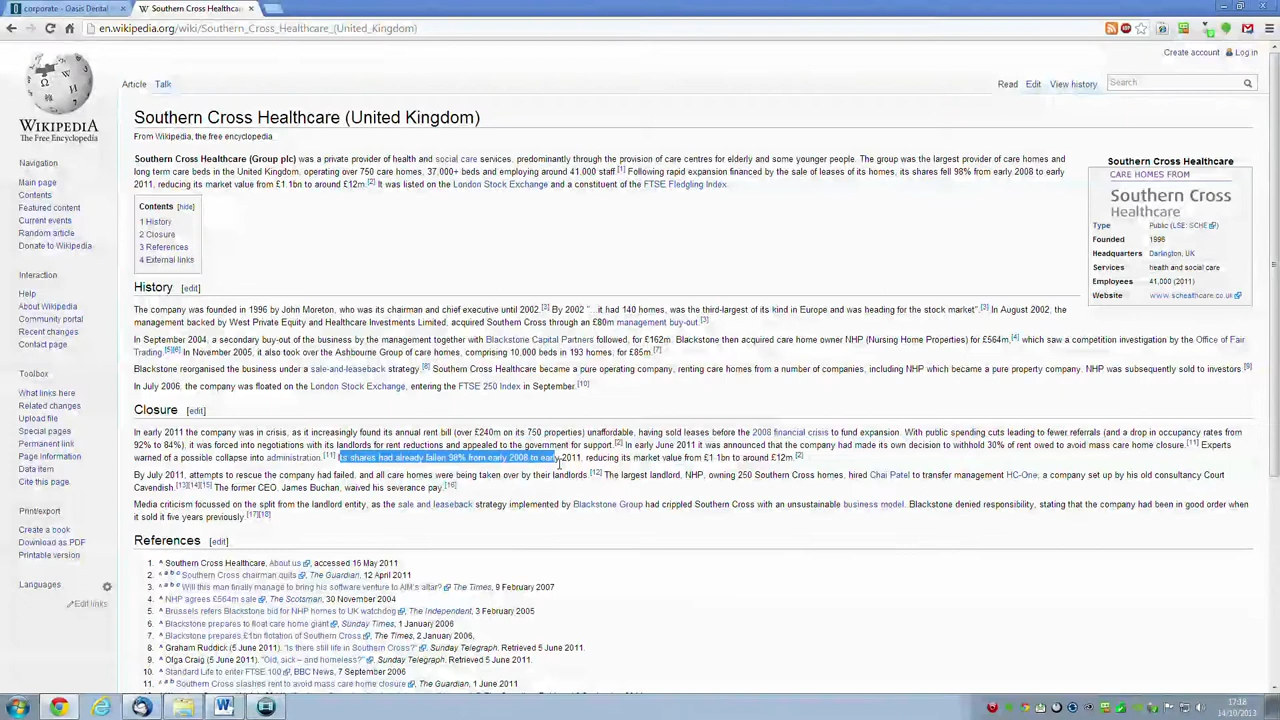 corporate - Oasis Dental
Southern Cross Healthcare
en.wikipedia.org/wiki/Southern_Cross_Healthcare_(United_Kingdom)
Create account Log in
Article Talk Read Edit View history Search
WIKIPEDIA
The Free Encyclopedia
Navigation
Main page
Contents
Featured content
Current events
Random article
Donate to Wikipedia
Interaction
Help
About Wikipedia
Community portal
Recent changes
Contact page
Toolbox
What links here
Related changes
Upload file
Special pages
Permanent link
Page information
Data item
Cite this page
Print/export
Create a book
Download as PDF
Printable version
Languages
Edit links
Southern Cross Healthcare (United Kingdom)
From Wikipedia, the free encyclopedia
Southern Cross Healthcare (Group plc) was a private provider of health and social care services, predominantly through the provision of care centres for elderly and some younger people. The group was the largest provider of care homes and
long term care beds in the United Kingdom, operating over 750 care homes, 37,000+ beds and employing around 41,000 staff.[1] Following rapid expansion financed by the sale of leases of its homes, its shares fell 98% from early 2008 to early
2011, reducing its market value from £1.1bn to around £12m.[2] It was listed on the London Stock Exchange and a constituent of the FTSE Fledgling Index.
Southern Cross Healthcare
CARE HOMES FROM
Southern Cross
Healthcare
Type Public (LSE: SCHE)
Founded 1996
Headquarters Darlington, UK
Services health and social care
Employees 41,000 (2011)
Website www.schealthcare.co.uk
Contents [hide]
1 History
2 Closure
3 References
4 External links
History [edit]
The company was founded in 1996 by John Moreton, who was its chairman and chief executive until 2002.[3] By 2002 "...it had 140 homes, was the third-largest of its kind in Europe and was heading for the stock market".[3] In August 2002, the
management backed by West Private Equity and Healthcare Investments Limited, acquired Southern Cross through an £80m management buy-out.[3]
In September 2004, a secondary buy-out of the business by the management together with Blackstone Capital Partners followed, for £162m. Blackstone then acquired care home owner NHP (Nursing Home Properties) for £564m,[4] which saw a competition investigation by the Office of Fair
Trading.[5][6] In November 2005, it also took over the Ashbourne Group of care homes, comprising 10,000 beds in 193 homes, for £85m.[7]
Blackstone reorganised the business under a sale-and-leaseback strategy.[8] Southern Cross Healthcare became a pure operating company, renting care homes from a number of companies, including NHP which became a pure property company. NHP was subsequently sold to investors.[9]
In July 2006, the company was floated on the London Stock Exchange, entering the FTSE 250 Index in September.[10]
Closure [edit]
In early 2011 the company was in crisis, as it increasingly found its annual rent bill (over £240m on its 750 properties) unaffordable, having sold leases before the 2008 financial crisis to fund expansion. With public spending cuts leading to fewer referrals (and a drop in occupancy rates from
92% to 84%), it was forced into negotiations with its landlords for rent reductions and appealed to the government for support.[2] In early June 2011 it was announced that the company had made its own decision to withhold 30% of rent owed to avoid mass care home closure.[11] Experts
warned of a possible collapse into administration.[11] Its shares had already fallen 98% from early 2008 to early 2011, reducing its market value from £1.1bn to around £12m.[2]
By July 2011, attempts to rescue the company had failed, and all care homes were being taken over by their landlords.[12] The largest landlord, NHP, owning 250 Southern Cross homes, hired Chai Patel to transfer management HC-One, a company set up by his old consultancy Court
Cavendish.[13][14][15] The former CEO, James Buchan, waived his severance pay.[16]
Media criticism focussed on the split from the landlord entity, as the sale and leaseback strategy implemented by Blackstone Group had crippled Southern Cross with an unsustainable business model. Blackstone denied responsibility, stating that the company had been in good order when
it sold it five years previously.[17][18]
References [edit]
1. ^ Southern Cross Healthcare, About us, accessed 16 May 2011
2. ^ a b c Southern Cross chairman quits, The Guardian, 12 April 2011
3. ^ a b c Will this man finally manage to bring his software venture to AIM's altar? The Times, 9 February 2007
4. ^ NHP agrees £564m sale, The Scotsman, 30 November 2004
5. ^ Brussels refers Blackstone bid for NHP homes to UK watchdog, The Independent, 3 February 2005
6. ^ Blackstone prepares to float care home giant, Sunday Times, 1 January 2006
7. ^ Blackstone prepares £1bn flotation of Southern Cross, The Times, 2 January 2006,
8. ^ Graham Ruddick (5 June 2011). "Is there still life in Southern Cross?". Sunday Telegraph. Retrieved 5 June 2011.
9. ^ Olga Craig (5 June 2011). "Old, sick – and homeless?". Sunday Telegraph. Retrieved 5 June 2011.
10. ^ Standard Life to enter FTSE 100, BBC News, 7 September 2006
11. ^ Southern Cross slashes rent to avoid mass care home closure, The Guardian, 1 June 2011
17:18
14/10/2013